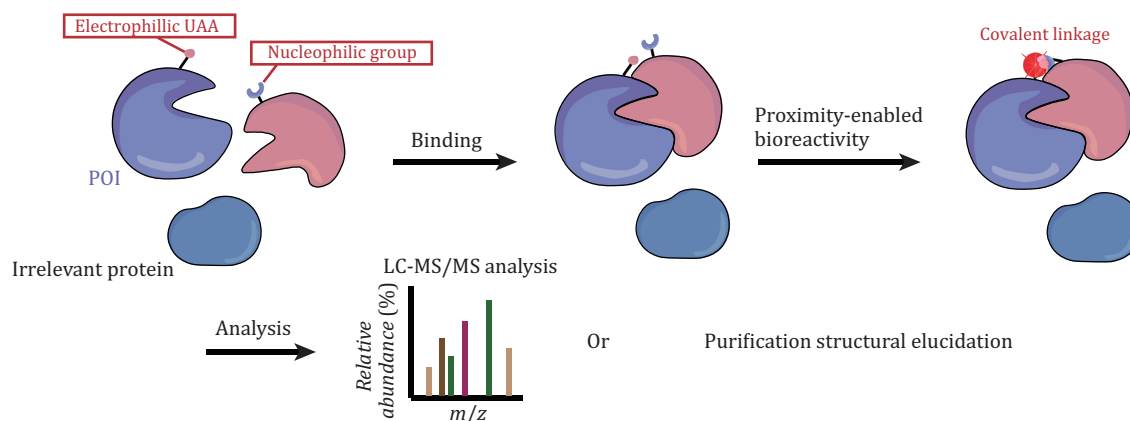 Electrophillic UAA
Nucleophilic group
Covalent linkage
POI
Binding
Proximity-enabled
bioreactivity
Irrelevant protein
LC-MS/MS analysis
Analysis
Relative
abundance (%)
m/z
Or
Purification structural elucidation